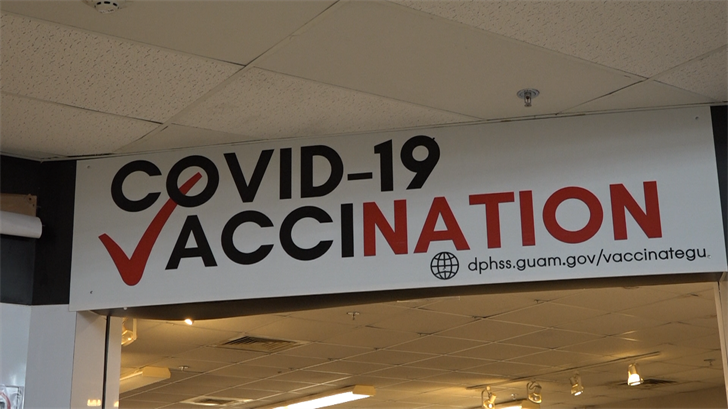 COVID-19
VACCINATION
dphss.guam.gov/vaccinategu